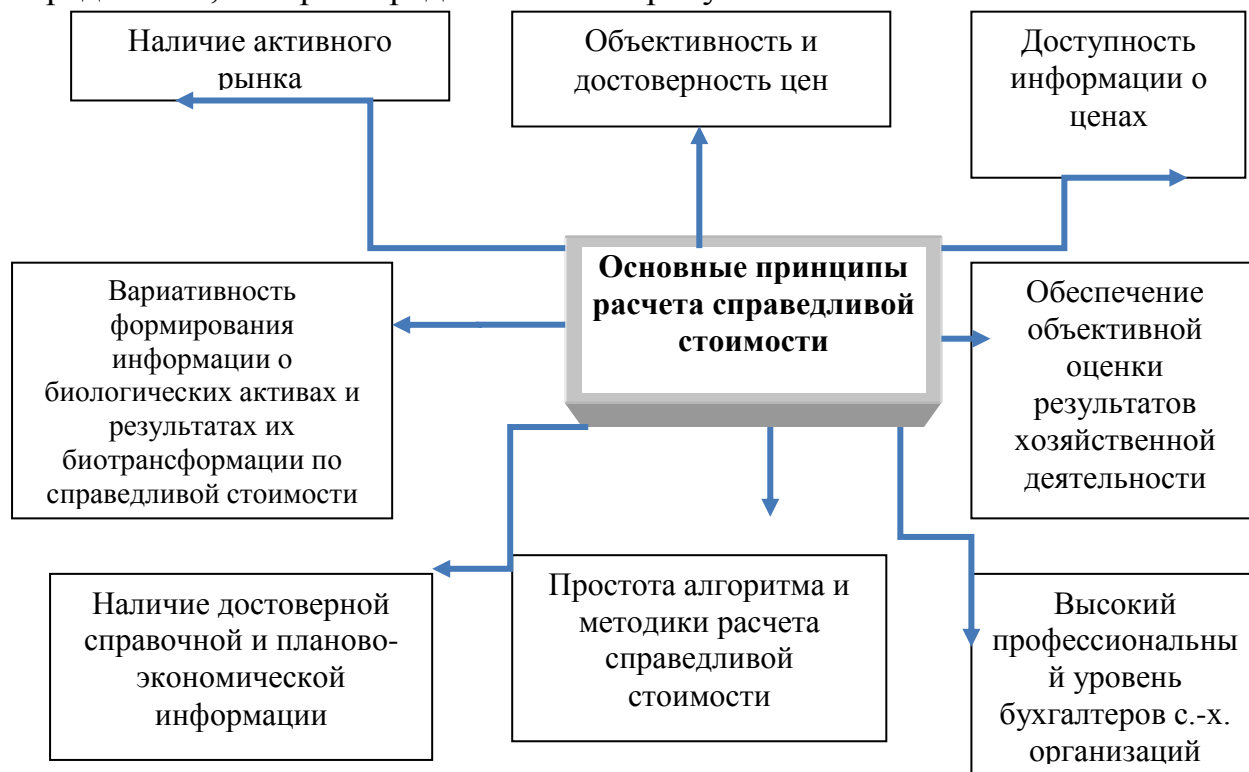 Наличие активного
рынка
Объективность и
достоверность цен
Доступность
информации о
ценах
Основные принципы
расчета справедливой
стоимости
Вариативность
формирования
информации о
биологических активах и
результатах их
биотрансформации по
справедливой стоимости
Обеспечение
объективной
оценки
результатов
хозяйственной
деятельности
Наличие достоверной
справочной и планово-
экономической
информации
Простота алгоритма и
методики расчета
справедливой
стоимости
Высокий
профессиональны
й уровень
бухгалтеров с.-х.
организаций